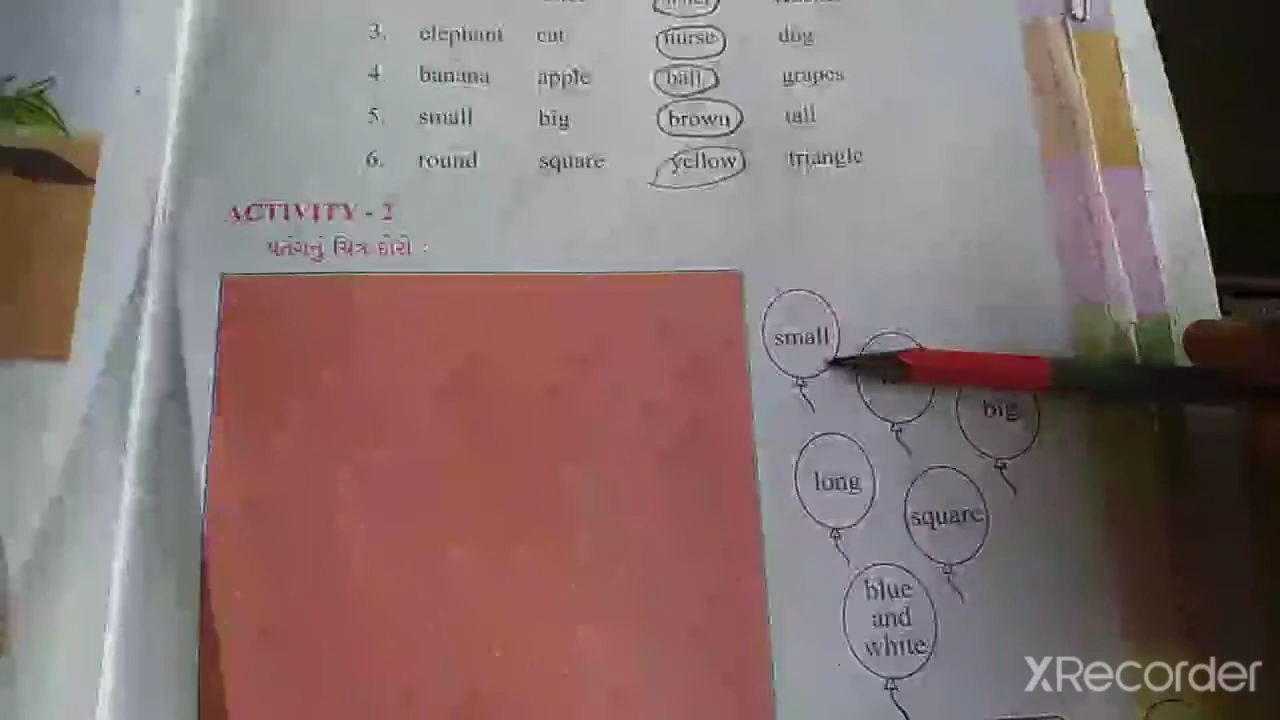 3. elephant cat nurse dog
4 banana apple ball grapes
5. small big brown tall
6. round square yellow triangle
ACTIVITY - 2
પતંગનું ચિત્ર દોરો :
small
big
long
square
blue
and
white
XRecorder